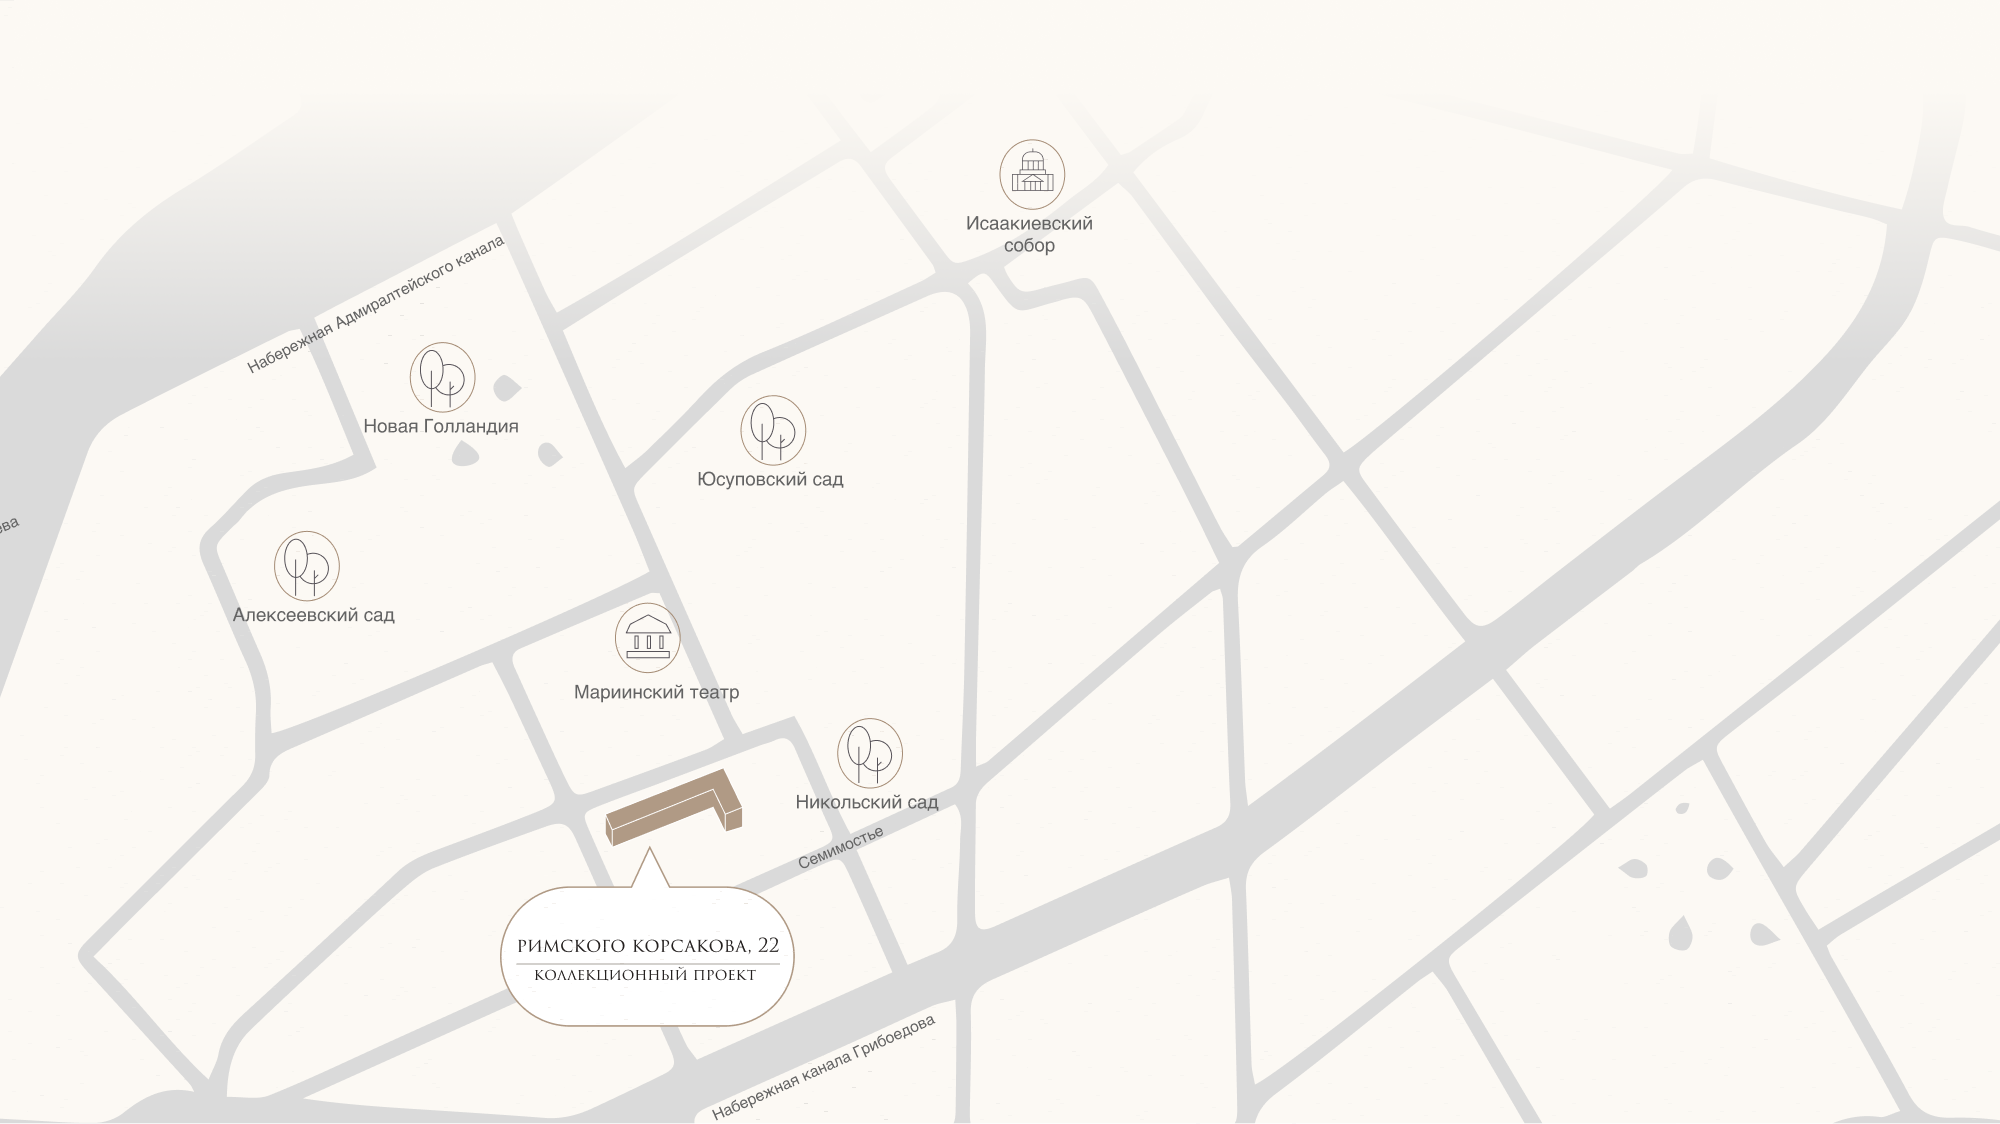 Исаакиевский
собор
Набережная Адмиралтейского канала
Новая Голландия
Юсуповский сад
Алексеевский сад
Мариинский театр
Никольский сад
Семимостье
РИМСКОГО КОРСАКОВА, 22
КОЛЛЕКЦИОННЫЙ ПРОЕКТ
Набережная канала Грибоедова